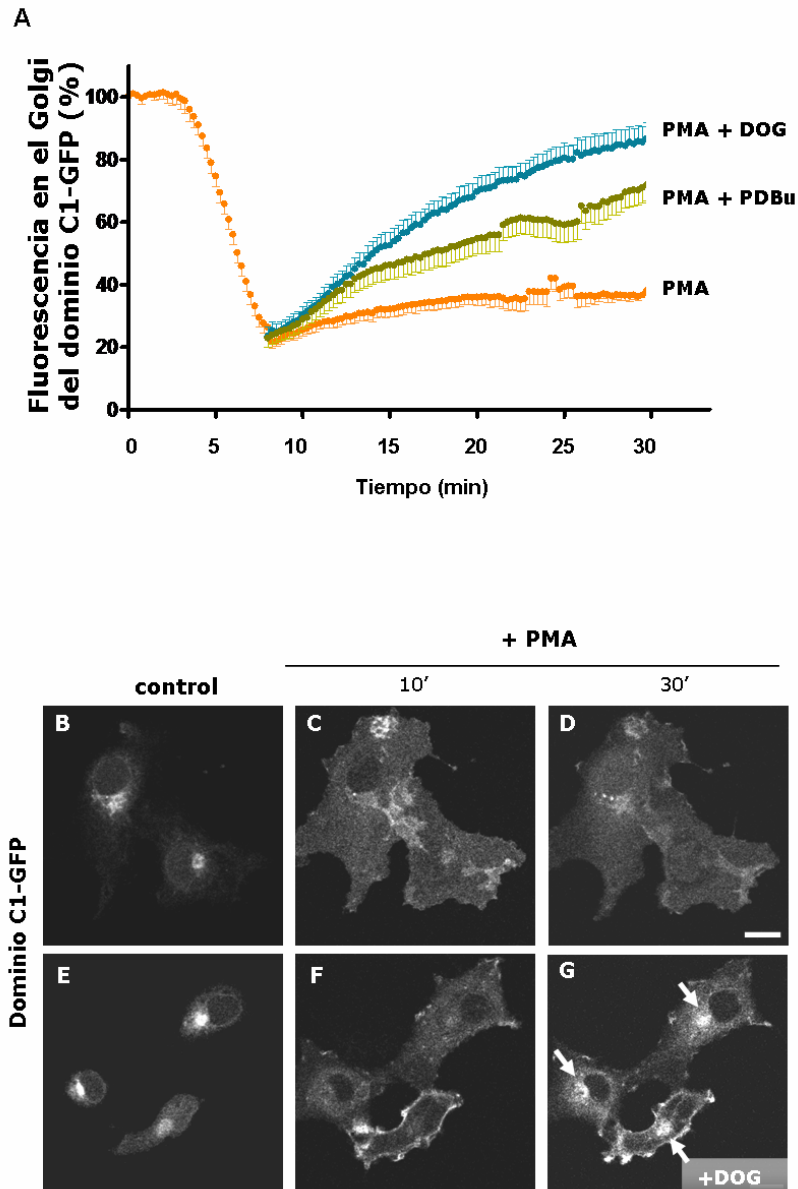 A
Fluorescencia en el Golgi
del dominio C1-GFP (%)
100
80
60
40
20
0
0 5 10 15 20 25 30
Tiempo (min)
PMA + DOG
PMA + PDBu
PMA
+ PMA
control 10’ 30’
Dominio C1-GFP
B C D
E F G
+DOG